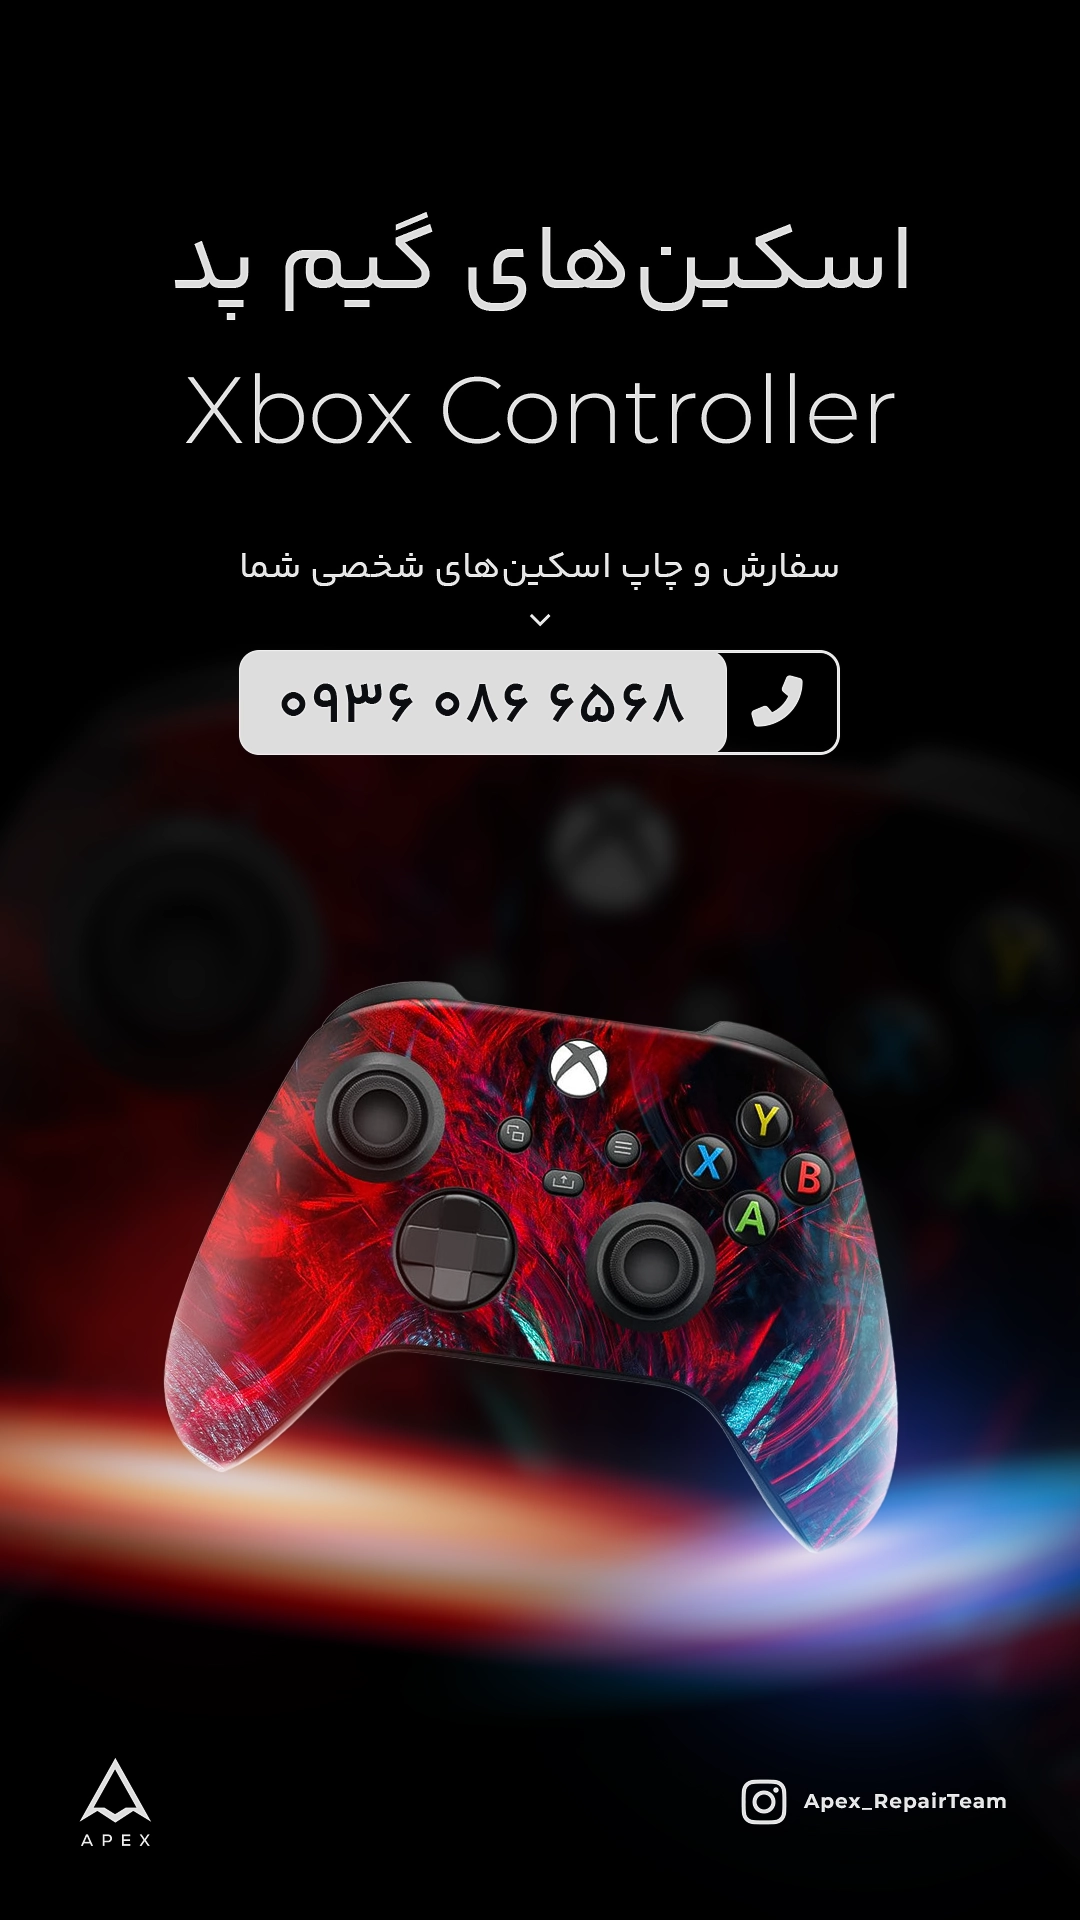 اسکین‌های گیم پد
Xbox Controller
سفارش و چاپ اسکین‌های شخصی شما
۰۹۳۶ ۰۸۶ ۶۵۶۸
Y
X
B
A
APEX
Apex_RepairTeam